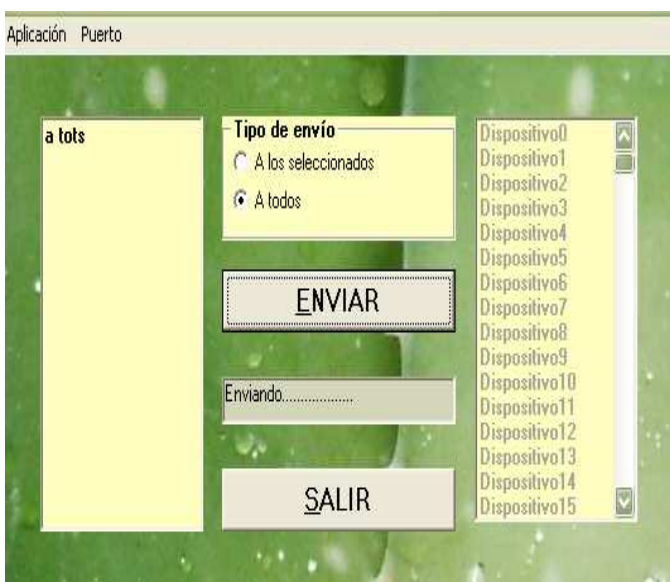 Aplicación Puerto
a tots
Tipo de envío
A los seleccionados
A todos
ENVIAR
Enviando...................
SALIR
Dispositivo0
Dispositivo1
Dispositivo2
Dispositivo3
Dispositivo4
Dispositivo5
Dispositivo6
Dispositivo7
Dispositivo8
Dispositivo9
Dispositivo10
Dispositivo11
Dispositivo12
Dispositivo13
Dispositivo14
Dispositivo15